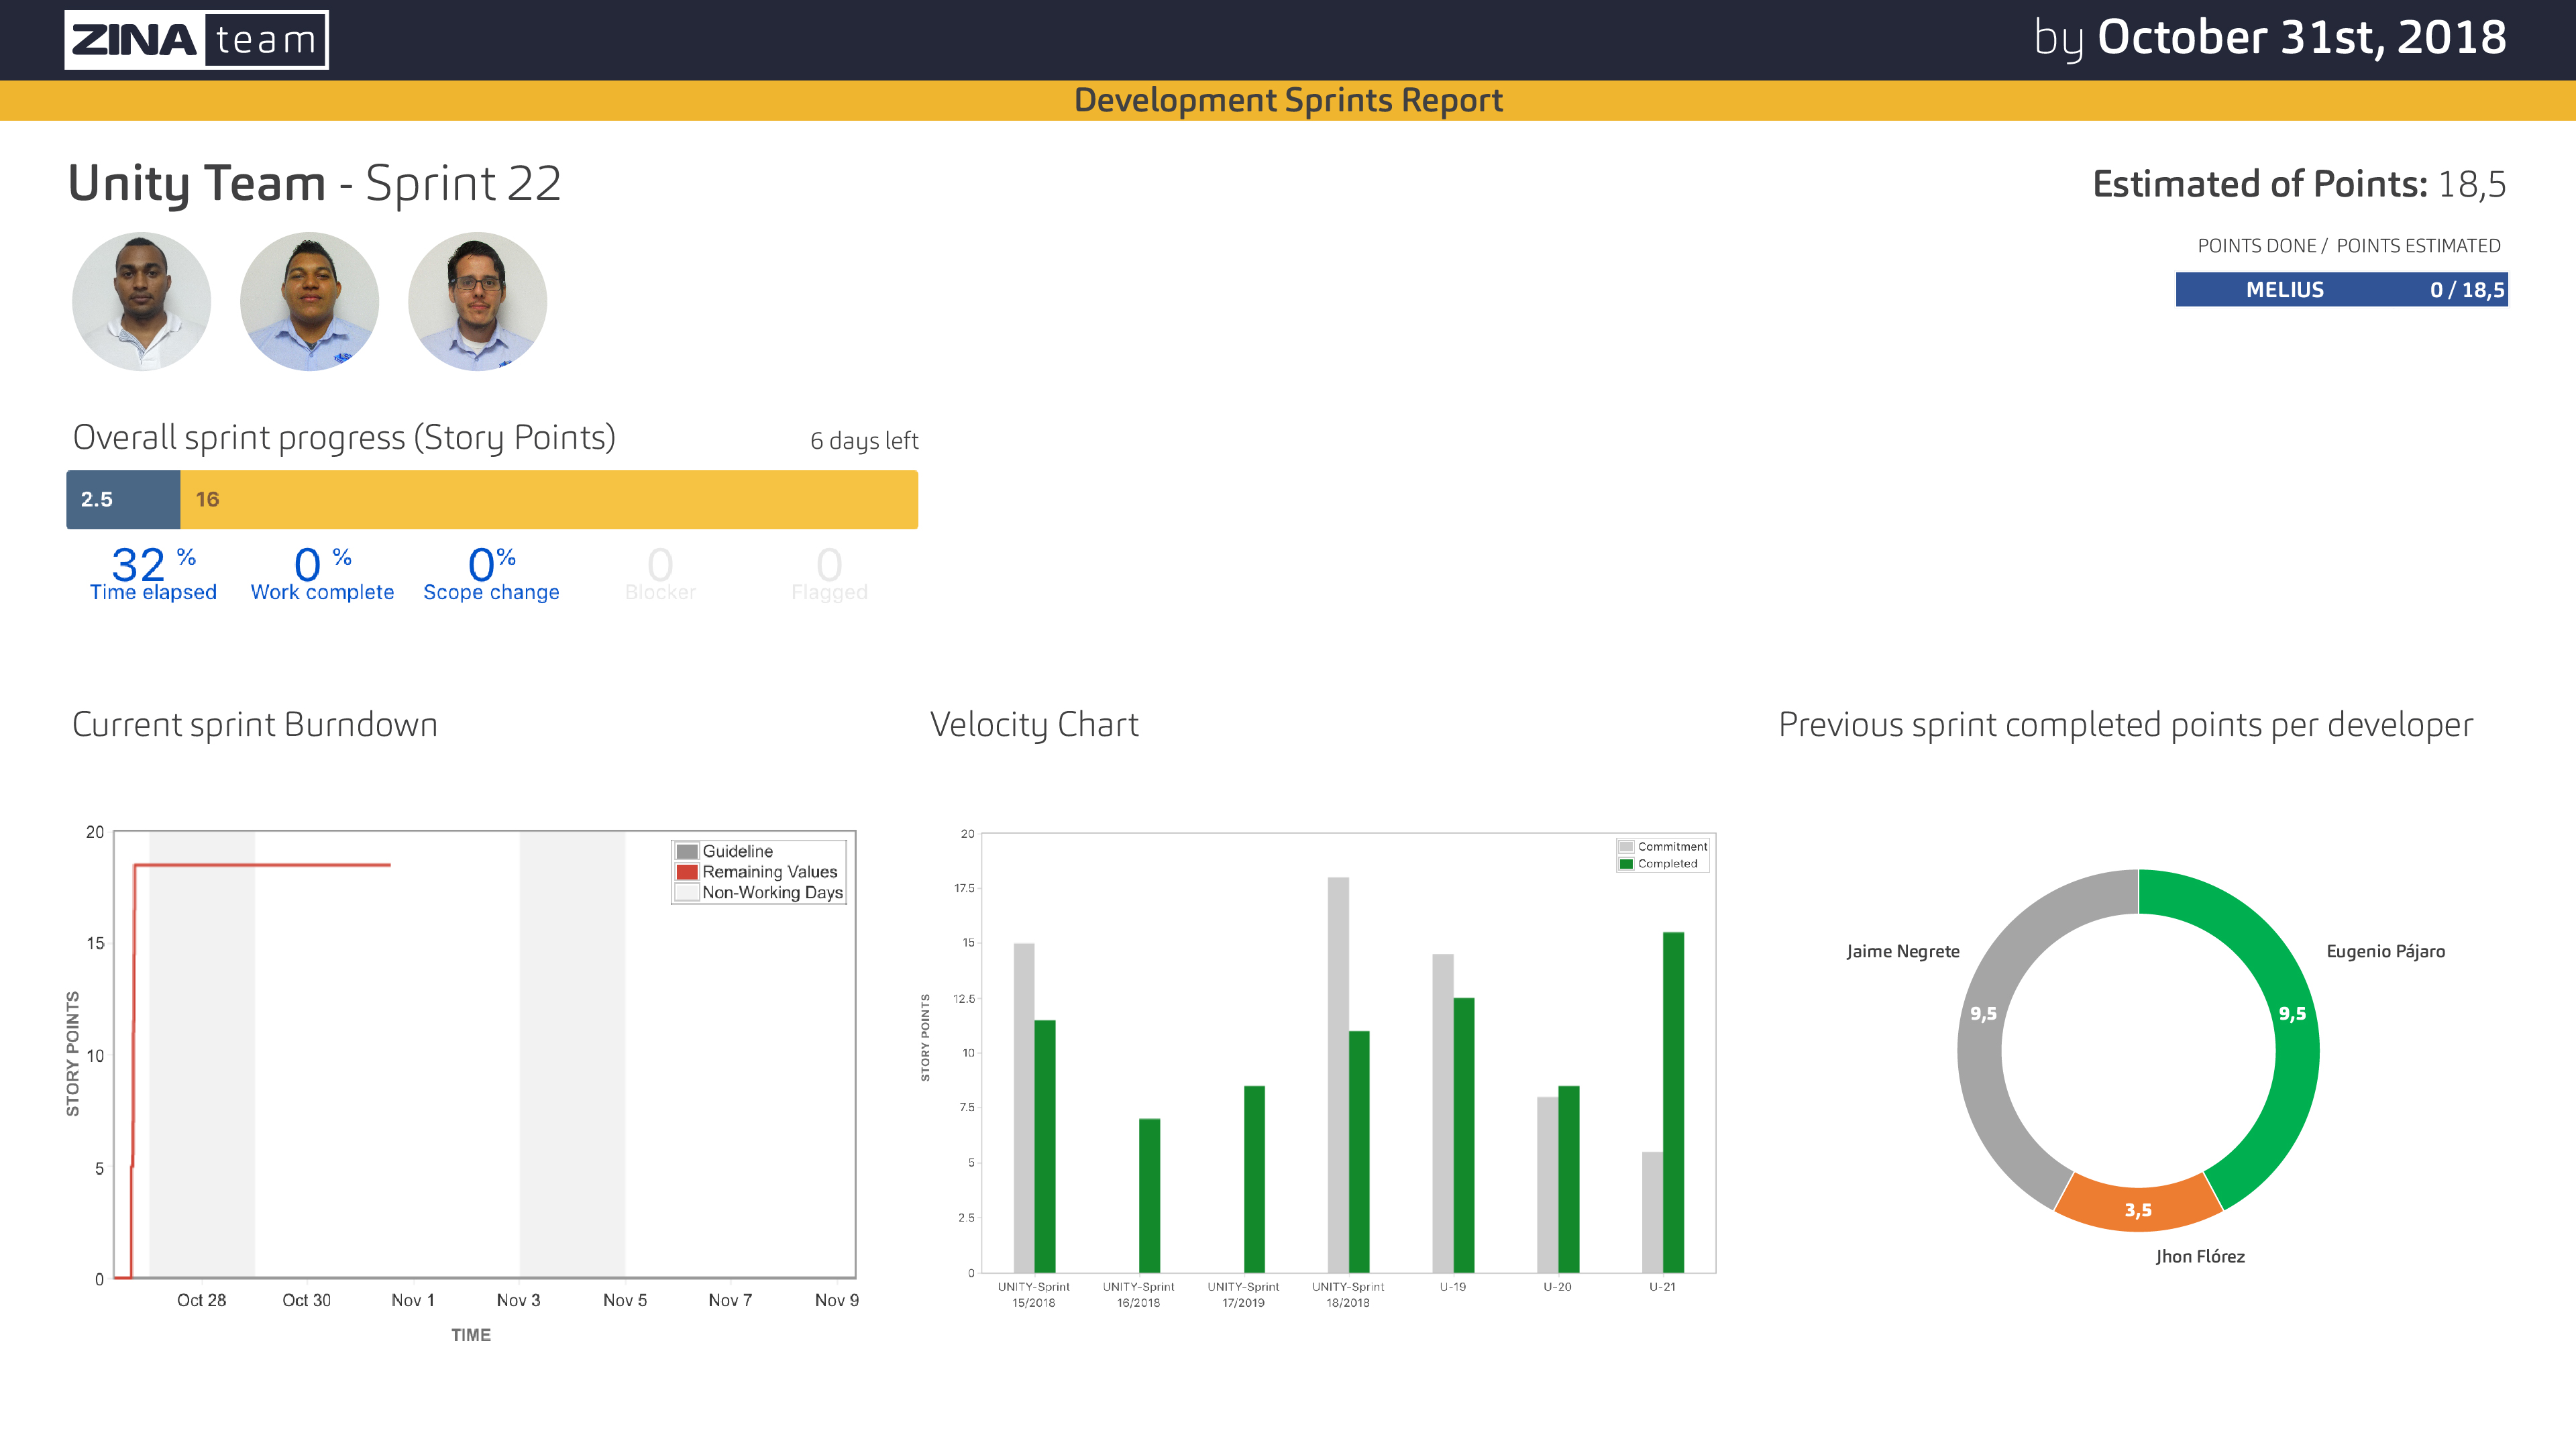 ZINA team
by October 31st, 2018
Development Sprints Report
Unity Team - Sprint 22
Estimated of Points: 18,5
POINTS DONE / POINTS ESTIMATED
MELIUS 0 / 18,5
Overall sprint progress (Story Points)
6 days left
2.5 16
32 % 0 % 0% 0 0
Time elapsed Work complete Scope change Blocker Flagged
Current sprint Burndown
20
15
10
5
0
STORY POINTS
Guideline
Remaining Values
Non-Working Days
Oct 28 Oct 30 Nov 1 Nov 3 Nov 5 Nov 7 Nov 9
TIME
Velocity Chart
20
17.5
15
12.5
10
7.5
5
2.5
0
STORY POINTS
Commitment
Completed
UNITY-Sprint UNITY-Sprint UNITY-Sprint UNITY-Sprint U-19 U-20 U-21
15/2018 16/2018 17/2019 18/2018
Previous sprint completed points per developer
Jaime Negrete
Eugenio Pájaro
9,5
9,5
3,5
Jhon Flórez